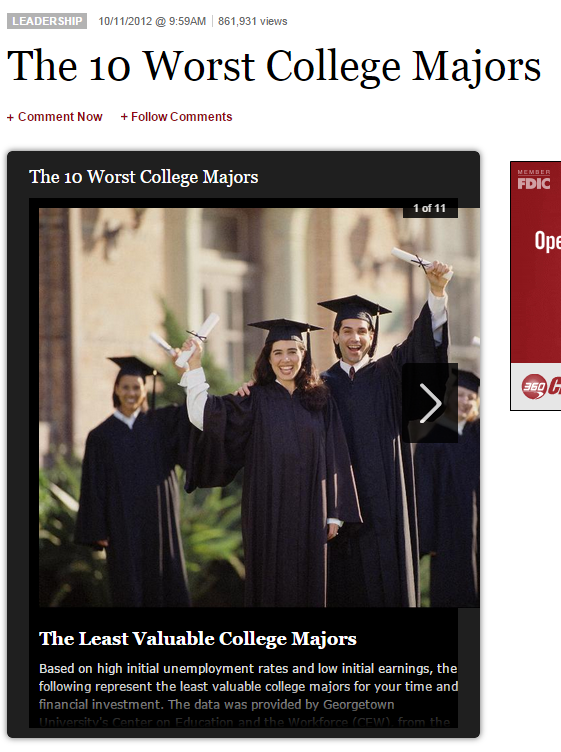 LEADERSHIP 10/11/2012 @ 9:59AM 861,931 views
The 10 Worst College Majors
+ Comment Now + Follow Comments
The 10 Worst College Majors
1 of 11
MEMBER
FDIC
Ope
360
The Least Valuable College Majors
Based on high initial unemployment rates and low initial earnings, the
following represent the least valuable college majors for your time and
financial investment. The data was provided by Georgetown
University's Center on Education and the Workforce (CEW), from the